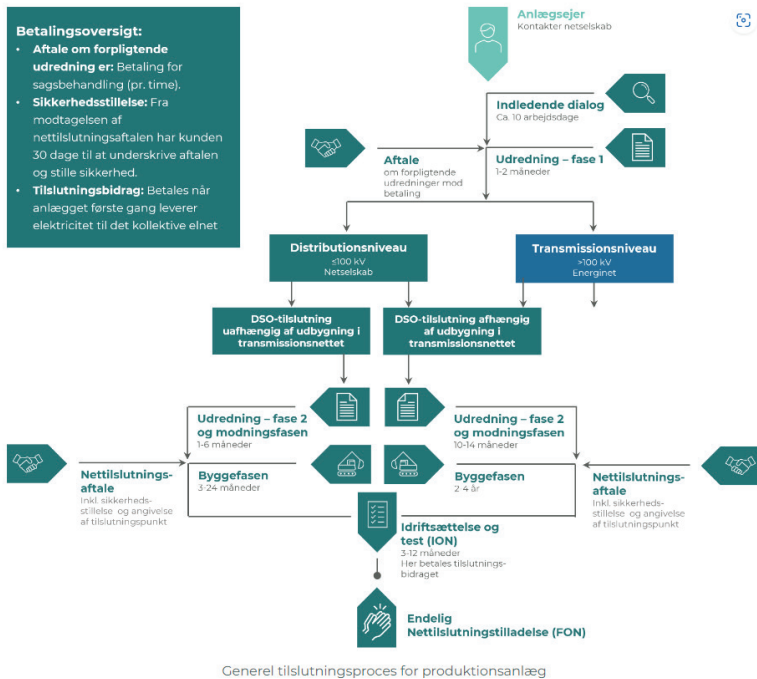 Betalingsoversigt:
• Aftale om forpligtende
udredning er: Betaling for
sagsbehandling (pr. time).
• Sikkerhedsstillelse: Fra
modtagelsen af
nettilslutningsaftalen har kunden
30 dage til at underskrive aftalen
og stille sikkerhed.
• Tilslutningsbidrag: Betales når
anlægget første gang leverer
elektricitet til det kollektive elnet
Anlægsejer
Kontakter netselskab
Indledende dialog
Ca. 10 arbejdsdage
Aftale
om forpligtende
udredninger mod
betaling
Udredning – fase 1
1-2 måneder
Distributionsniveau
≤100 kV
Netselskab
Transmissionsniveau
>100 kV
Energinet
DSO-tilslutning
uafhængig af udbygning i
transmissionsnettet
DSO-tilslutning afhængig
af udbygning i
transmissionsnettet
Udredning – fase 2
og modningsfasen
1-6 måneder
Udredning – fase 2
og modningsfasen
10-14 måneder
Nettilslutnings-
aftale
Inkl. sikkerheds-
stillelse og angivelse
af tilslutningspunkt
Byggefasen
3-24 måneder
Byggefasen
2-4 år
Nettilslutnings-
aftale
Inkl. sikkerheds-
stillelse og angivelse
af tilslutningspunkt
Idriftsættelse og
test (ION)
3-12 måneder
Her betales tilslutnings-
bidraget
Endelig
Nettilslutningstilladelse (FON)
Generel tilslutningsproces for produktionsanlæg